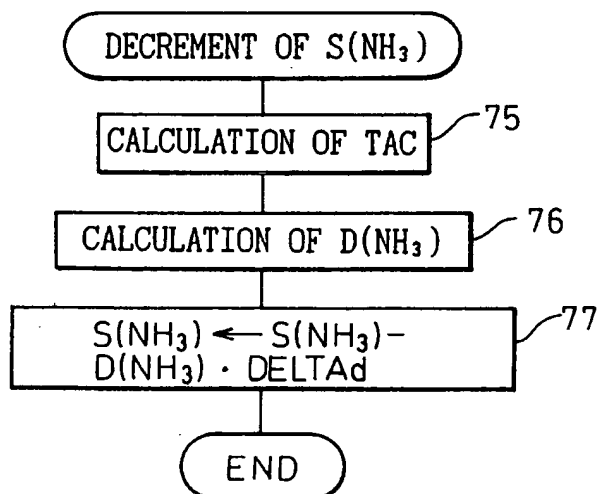 DECREMENT OF S(NH₃)
75
CALCULATION OF TAC
76
CALCULATION OF D(NH₃)
77
S(NH₃) ← S(NH₃)−
D(NH₃) · DELTAd
END